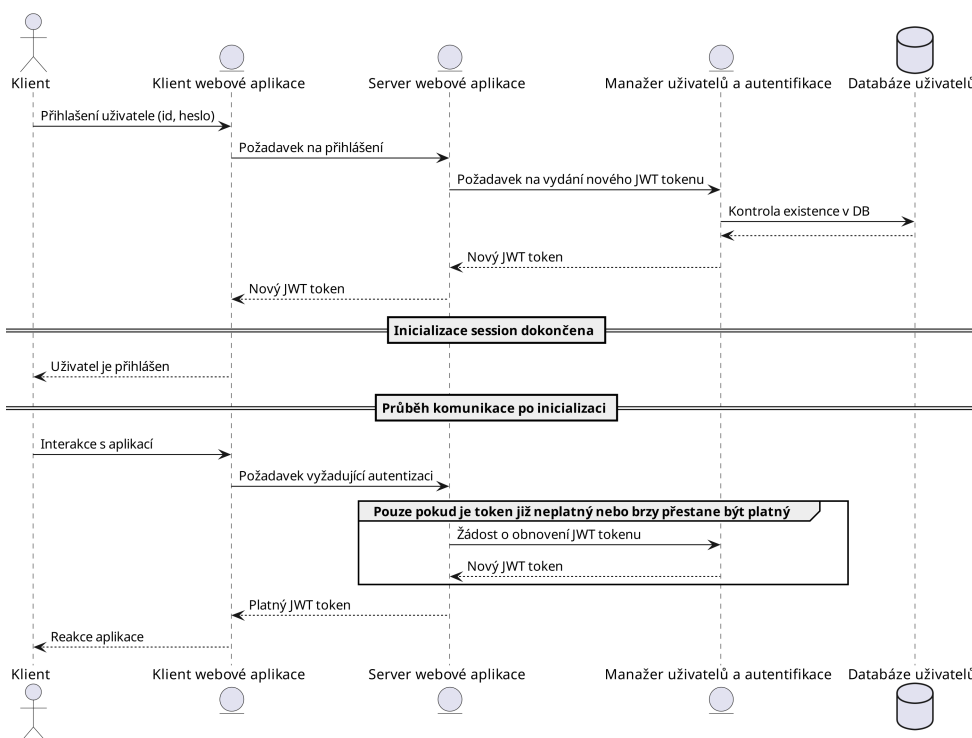 Klient
Klient webové aplikace
Server webové aplikace
Manažer uživatelů a autentifikace
Databáze uživatelů
Přihlašení uživatele (id, heslo)
Požadavek na přihlášení
Požadavek na vydání nového JWT tokenu
Kontrola existence v DB
Nový JWT token
Nový JWT token
Inicializace session dokončena
Uživatel je přihlášen
Průběh komunikace po inicializaci
Interakce s aplikací
Požadavek vyžadující autentizaci
Pouze pokud je token již neplatný nebo brzy přestane být platný
Žádost o obnovení JWT tokenu
Nový JWT token
Platný JWT token
Reakce aplikace
Klient
Klient webové aplikace
Server webové aplikace
Manažer uživatelů a autentifikace
Databáze uživatelů